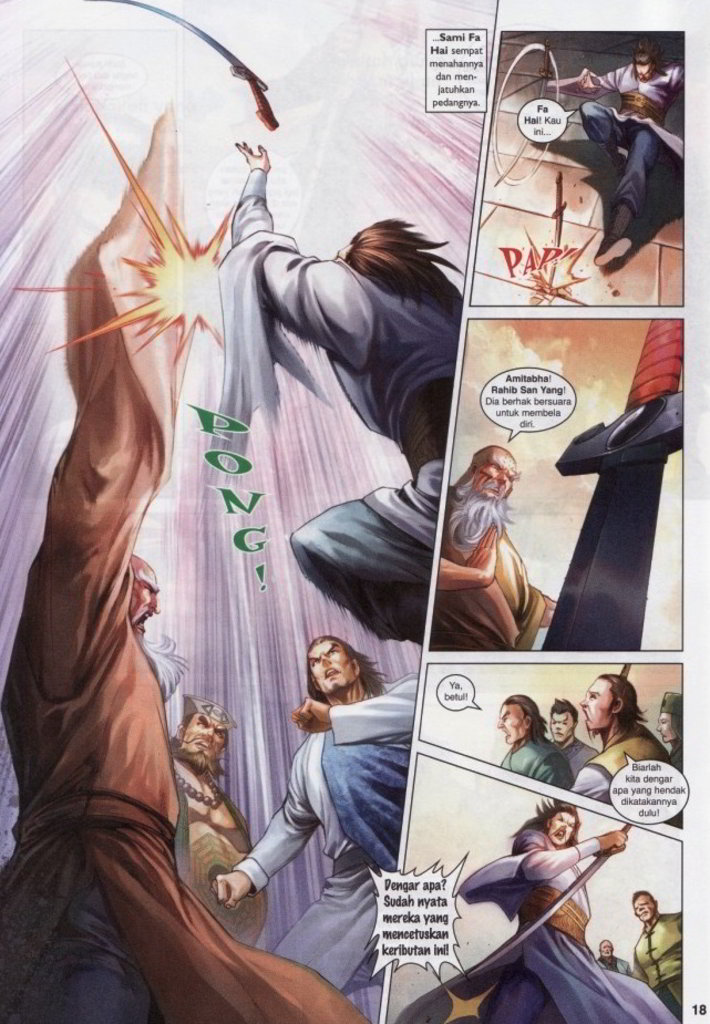 ...Sami Fa
Hai sempat
menahannya
dan men-
jatuhkan
pedangnya.
Fa
Hai! Kau
ini...
PAR
PONG!
Amitabha!
Rahib San Yang!
Dia berhak bersuara
untuk membela
diri.
Ya,
betul!
Biarlah
kita dengar
apa yang hendak
dikatakannya
dulu!
Dengar apa?
Sudah nyata
mereka yang
mencetuskan
keributan ini!
18